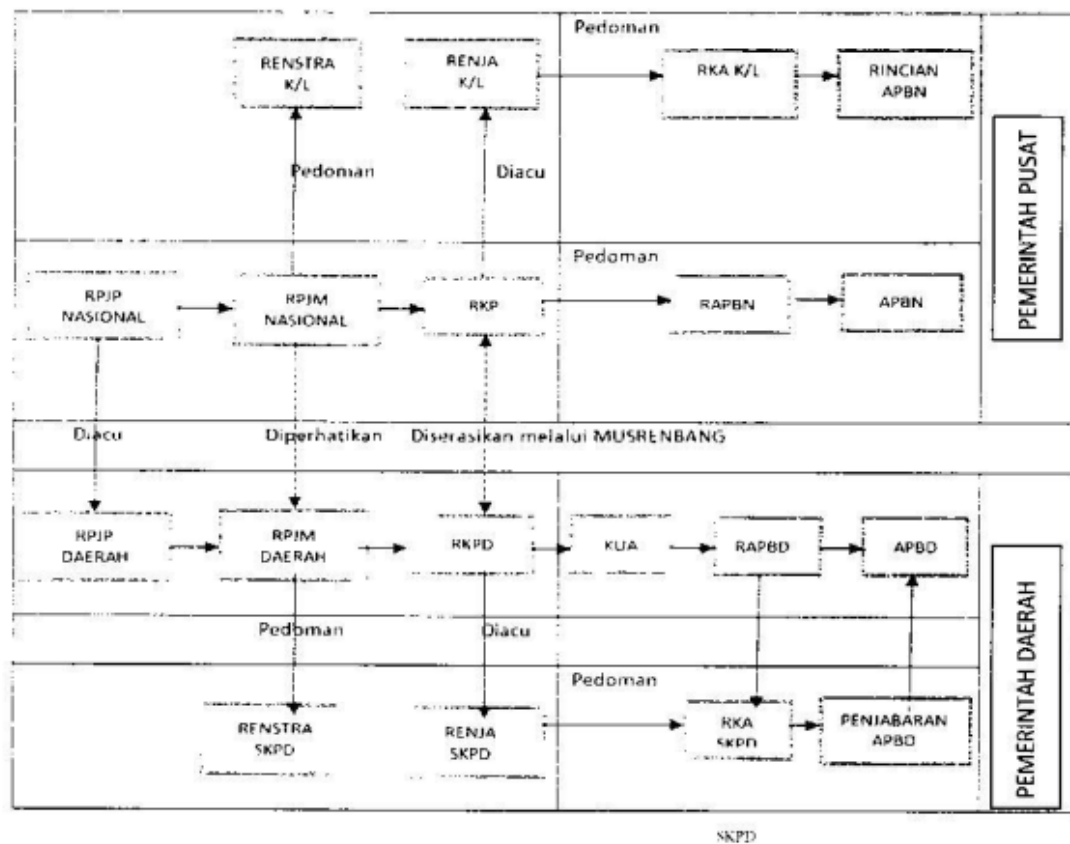 Pedoman
RENSTRA
K/L
RENJA
K/L
RKA K/L
RINCIAN
APBN
Pedoman
Diacu
PEMERINTAH PUSAT
Pedoman
RPJP
NASIONAL
RPJM
NASIONAL
RKP
RAPBN
APBN
Diacu
Diperhatikan
Diserasikan melalui MUSRENBANG
RPJP
DAERAH
RPJM
DAERAH
RKPD
KUA
RAPBD
APBD
PEMERINTAH DAERAH
Pedoman
Diacu
Pedoman
RENSTRA
SKPD
RENJA
SKPD
RKA
SKPD
PENJABARAN
APBD
SKPD